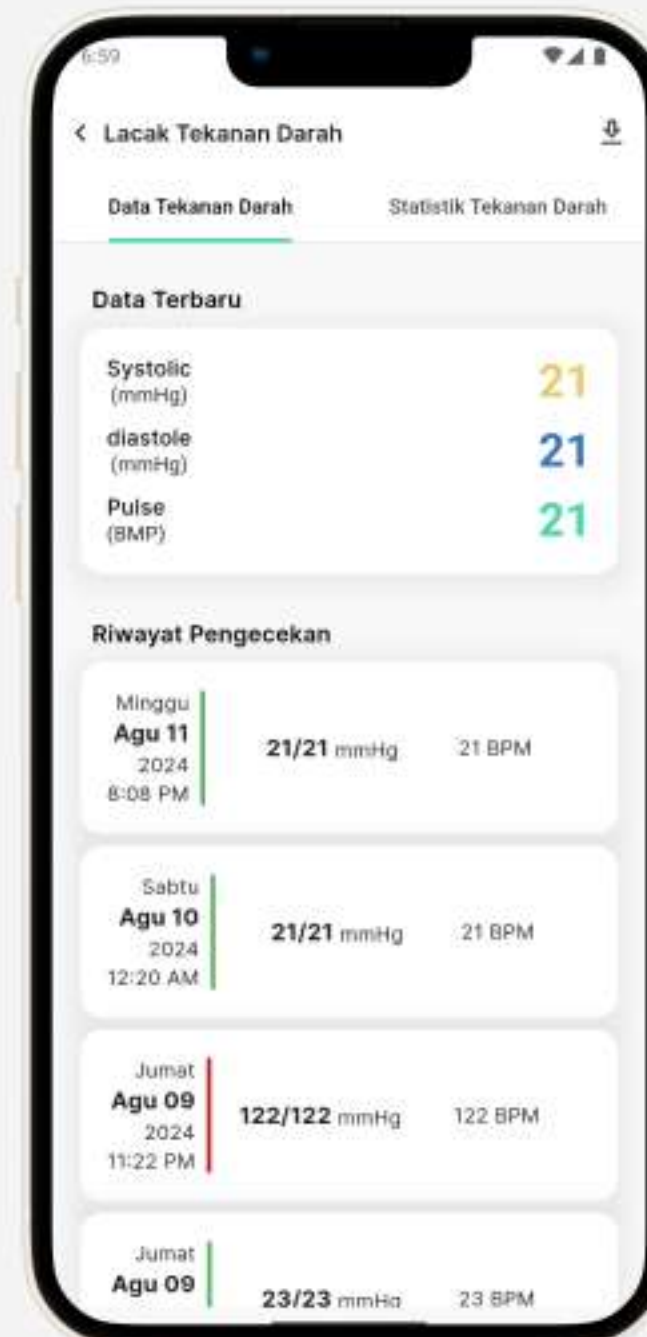 6:59
Lacak Tekanan Darah
Data Tekanan Darah Statistik Tekanan Darah
Data Terbaru
Systolic
(mmHg)
21
diastole
(mmHg)
21
Pulse
(BMP)
21
Riwayat Pengecekan
Minggu
Agu 11
2024
8:08 PM
21/21 mmHg 21 BPM
Sabtu
Agu 10
2024
12:20 AM
21/21 mmHg 21 BPM
Jumat
Agu 09
2024
11:22 PM
122/122 mmHg 122 BPM
Jumat
Agu 09
23/23 mmHg 23 BPM